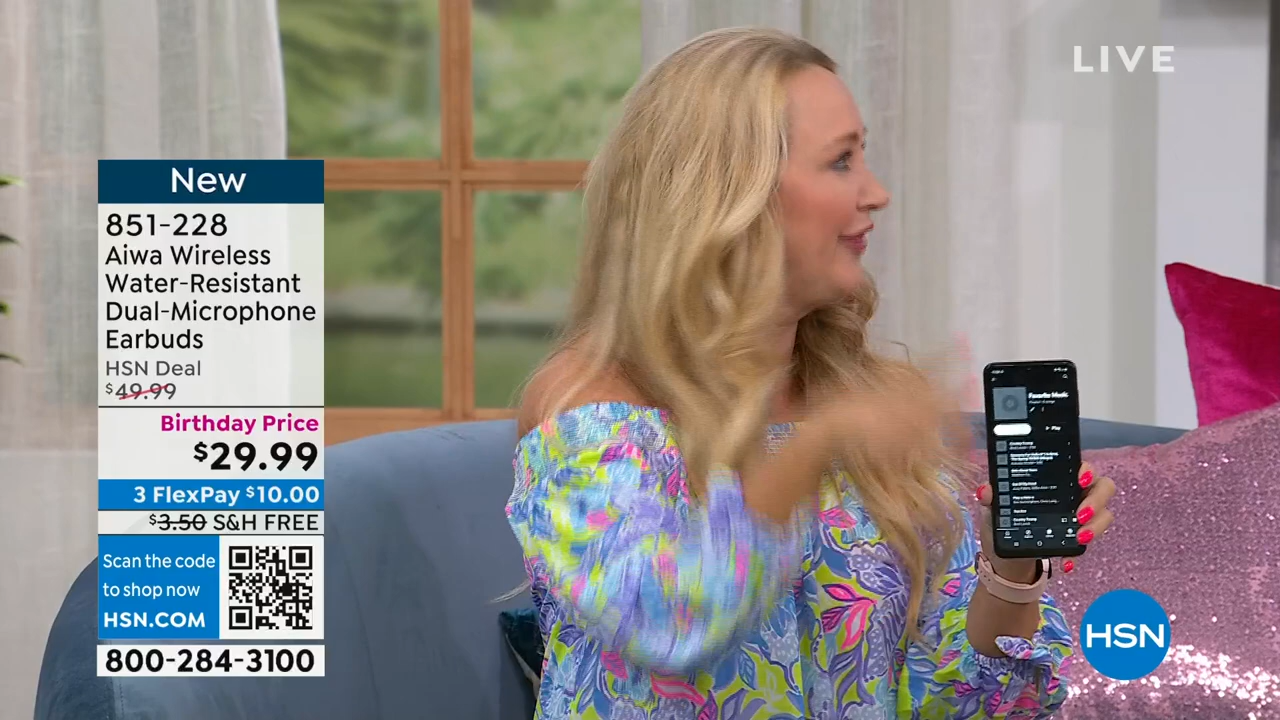 LIVE
New
851-228
Aiwa Wireless
Water-Resistant
Dual-Microphone
Earbuds
HSN Deal
$49.99
Birthday Price
$29.99
3 FlexPay $10.00
$3.50 S&H FREE
Scan the code
to shop now
HSN.COM
800-284-3100
Favorite Music
Play
HSN